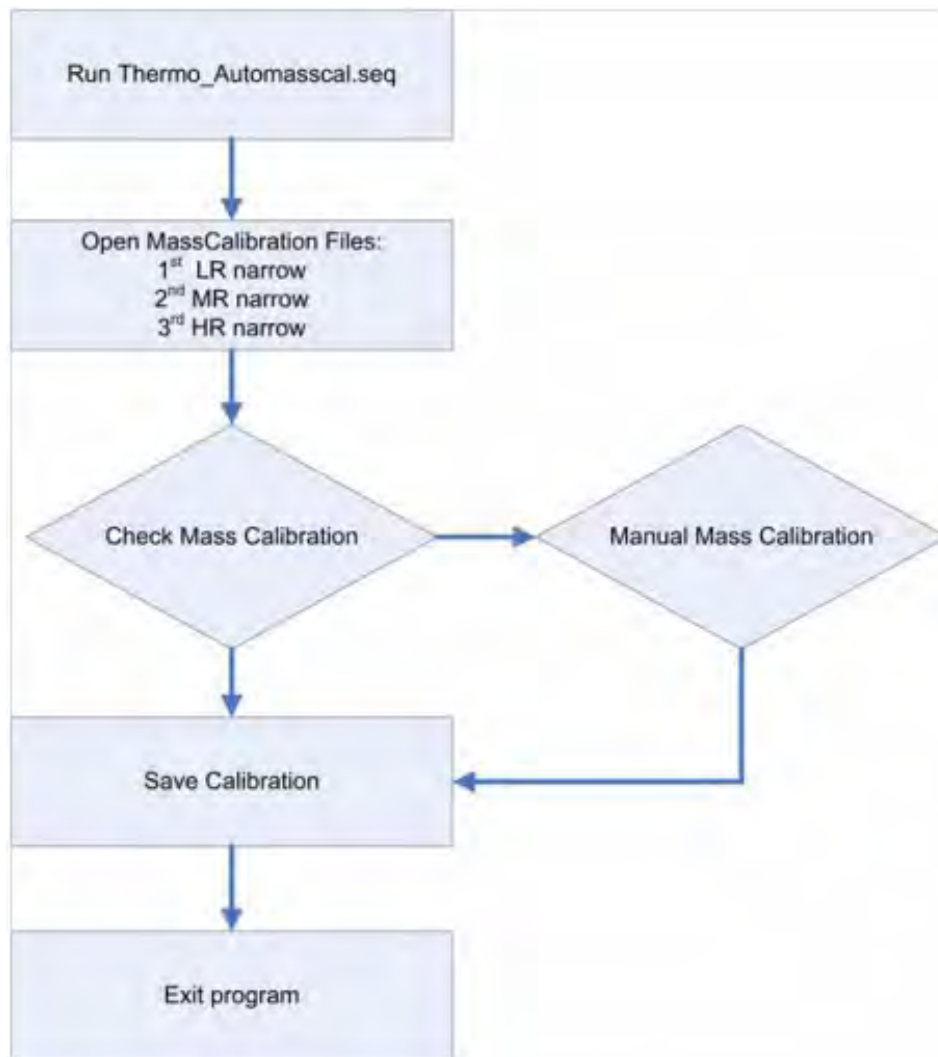 Run Thermo_Automasscal.seq
Open MassCalibration Files:
1st LR narrow
2nd MR narrow
3rd HR narrow
Check Mass Calibration
Manual Mass Calibration
Save Calibration
Exit program